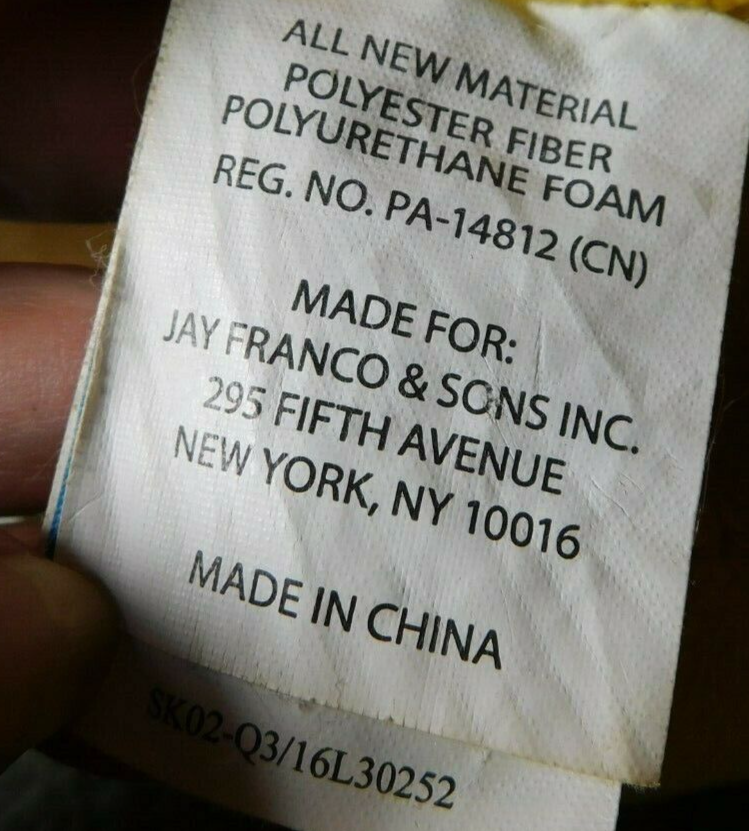 ALL NEW MATERIAL
POLYESTER FIBER
POLYURETHANE FOAM
REG. NO. PA-14812 (CN)
MADE FOR:
JAY FRANCO & SONS INC.
295 FIFTH AVENUE
NEW YORK, NY 10016
MADE IN CHINA
SK02-Q3/16L30252